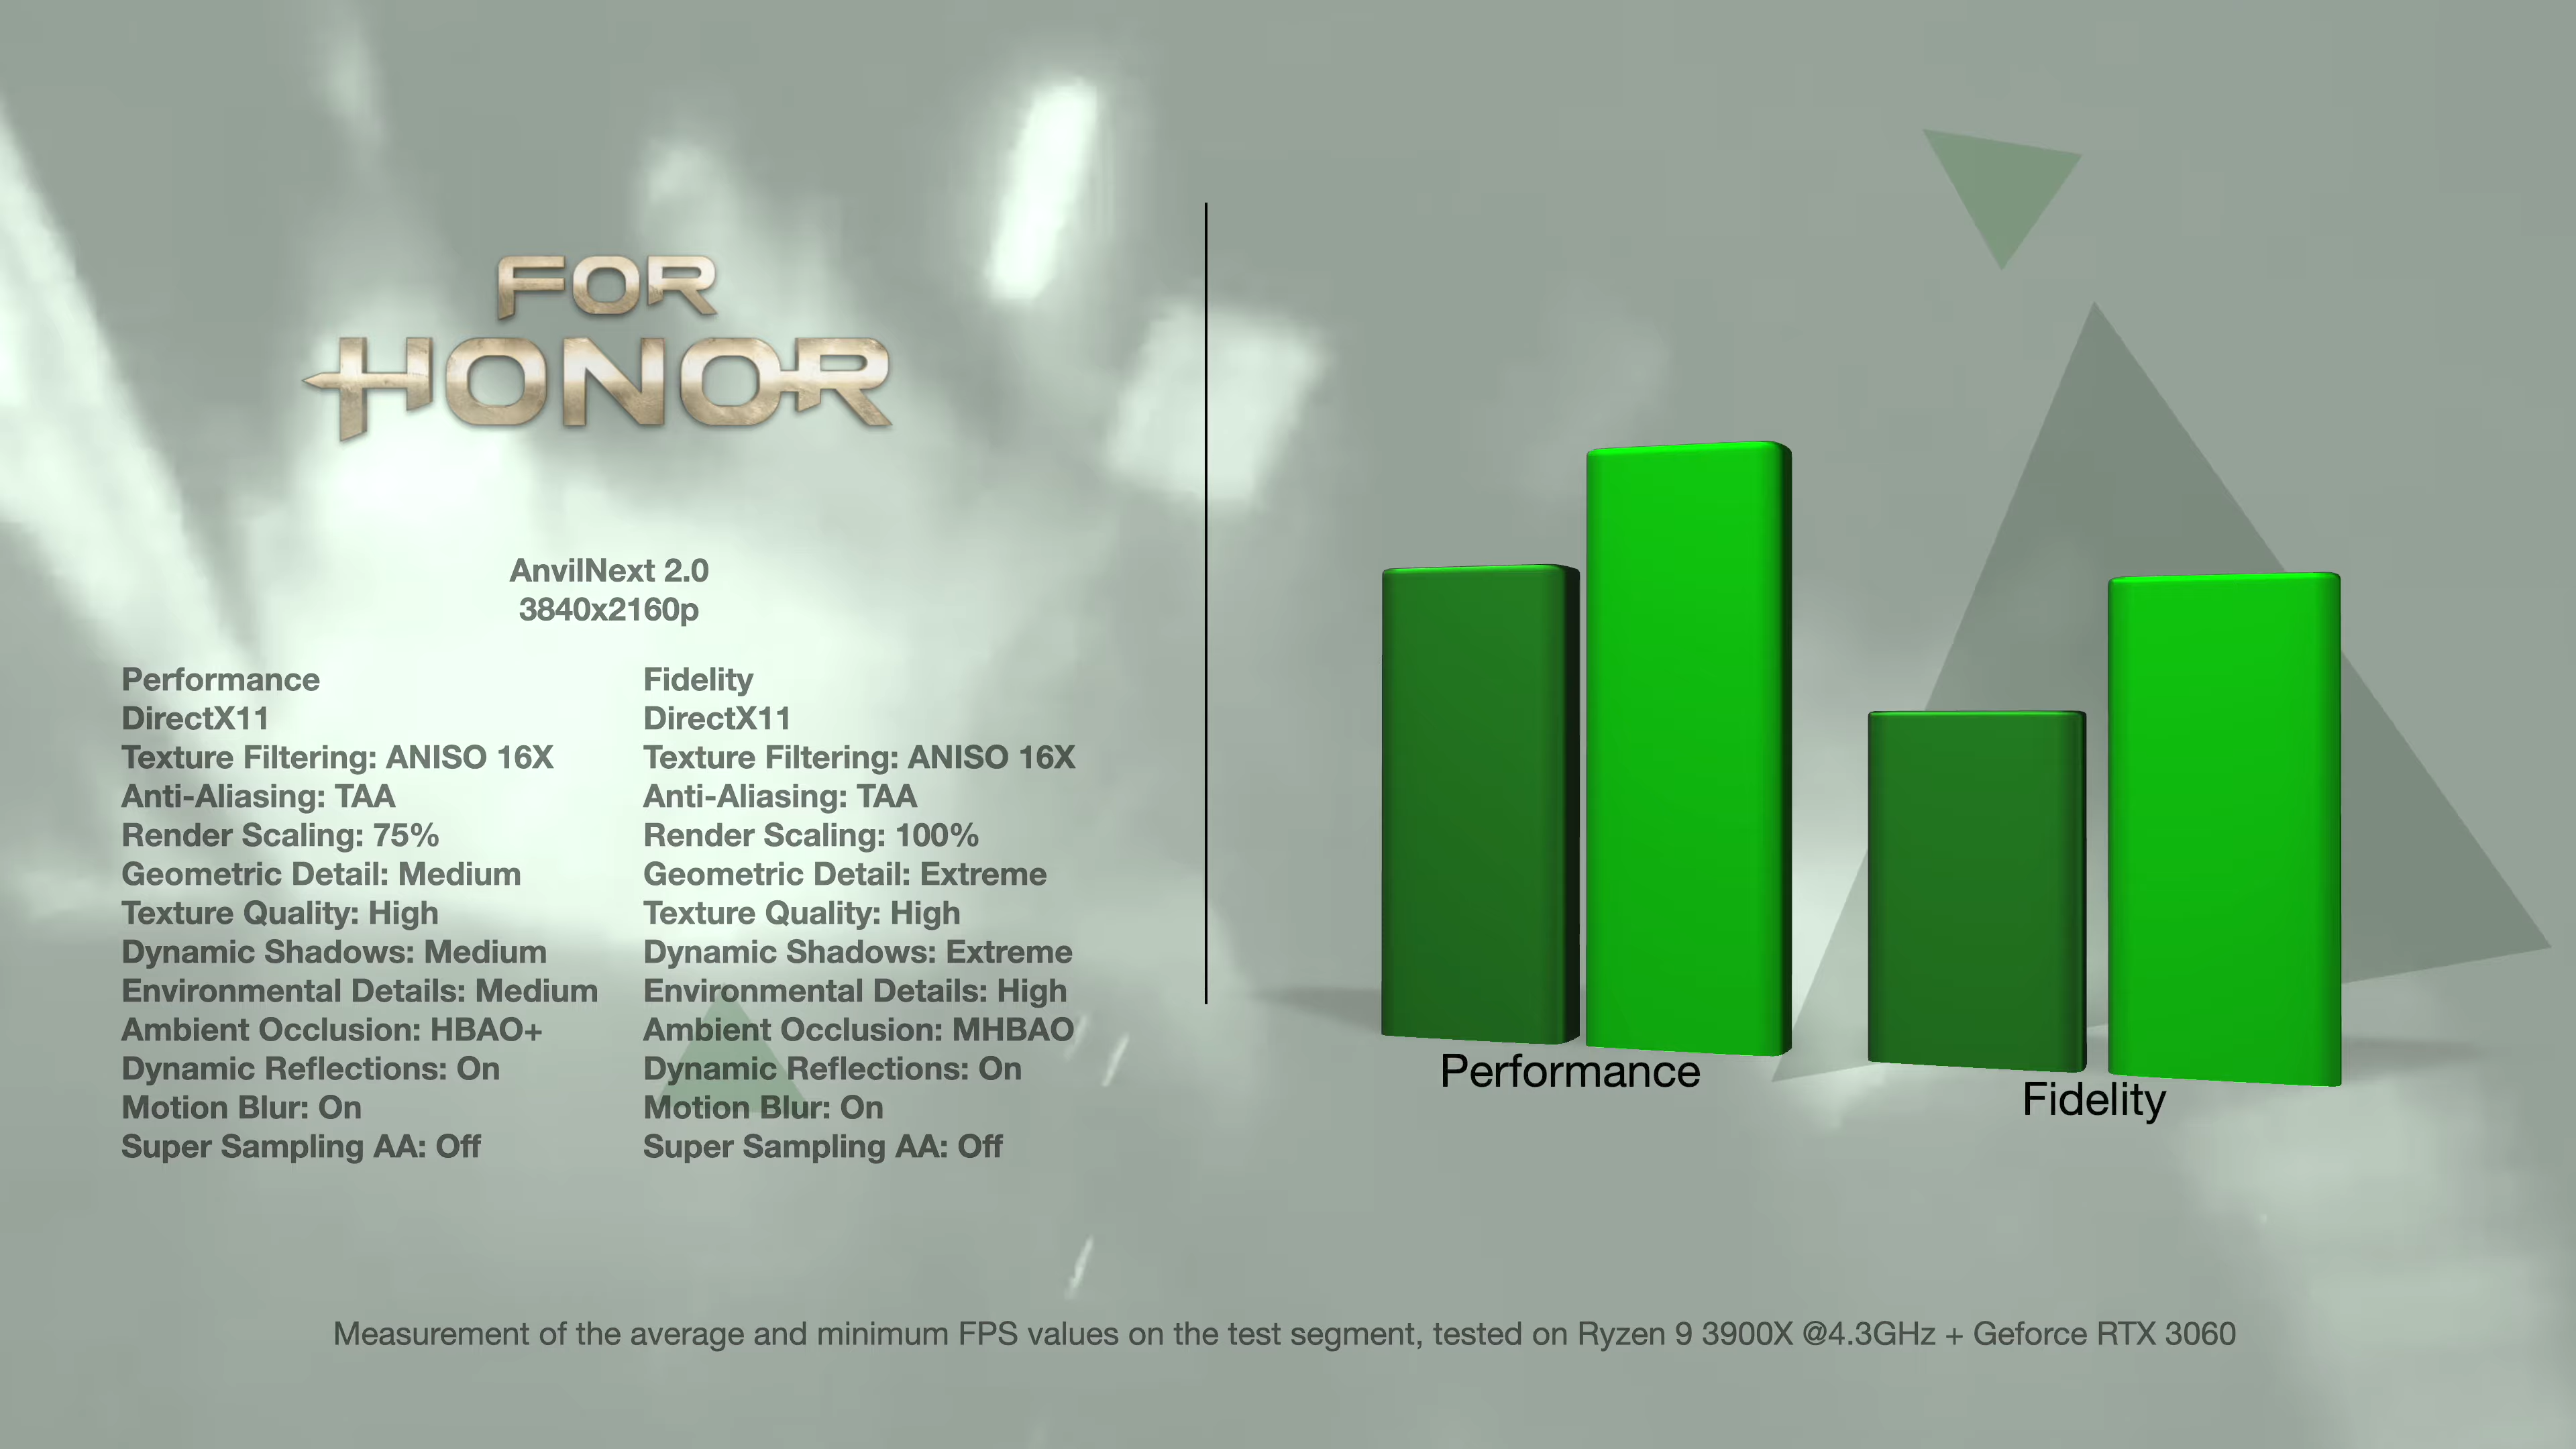 FOR
HONOR
AnvilNext 2.0
3840x2160p
Performance
DirectX11
Texture Filtering: ANISO 16X
Anti-Aliasing: TAA
Render Scaling: 75%
Geometric Detail: Medium
Texture Quality: High
Dynamic Shadows: Medium
Environmental Details: Medium
Ambient Occlusion: HBAO+
Dynamic Reflections: On
Motion Blur: On
Super Sampling AA: Off
Fidelity
DirectX11
Texture Filtering: ANISO 16X
Anti-Aliasing: TAA
Render Scaling: 100%
Geometric Detail: Extreme
Texture Quality: High
Dynamic Shadows: Extreme
Environmental Details: High
Ambient Occlusion: MHBAO
Dynamic Reflections: On
Motion Blur: On
Super Sampling AA: Off
Performance
Fidelity
Measurement of the average and minimum FPS values on the test segment, tested on Ryzen 9 3900X @4.3GHz + Geforce RTX 3060